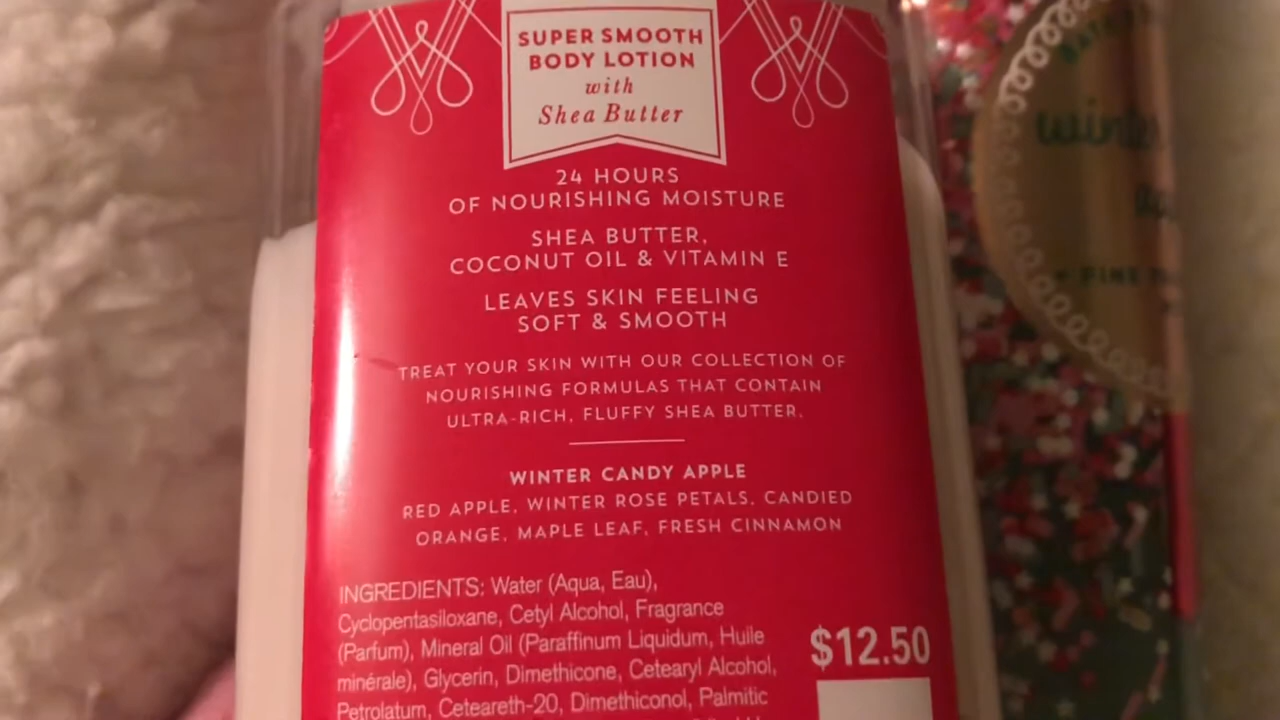 SUPER SMOOTH
BODY LOTION
with
Shea Butter
24 HOURS
OF NOURISHING MOISTURE
SHEA BUTTER,
COCONUT OIL & VITAMIN E
LEAVES SKIN FEELING
SOFT & SMOOTH
TREAT YOUR SKIN WITH OUR COLLECTION OF
NOURISHING FORMULAS THAT CONTAIN
ULTRA-RICH, FLUFFY SHEA BUTTER.
WINTER CANDY APPLE
RED APPLE, WINTER ROSE PETALS, CANDIED
ORANGE, MAPLE LEAF, FRESH CINNAMON
INGREDIENTS: Water (Aqua, Eau),
Cyclopentasiloxane, Cetyl Alcohol, Fragrance
(Parfum), Mineral Oil (Paraffinum Liquidum, Huile
minérale), Glycerin, Dimethicone, Cetearyl Alcohol,
Petrolatum, Ceteareth-20, Dimethiconol, Palmitic
$12.50
FINE